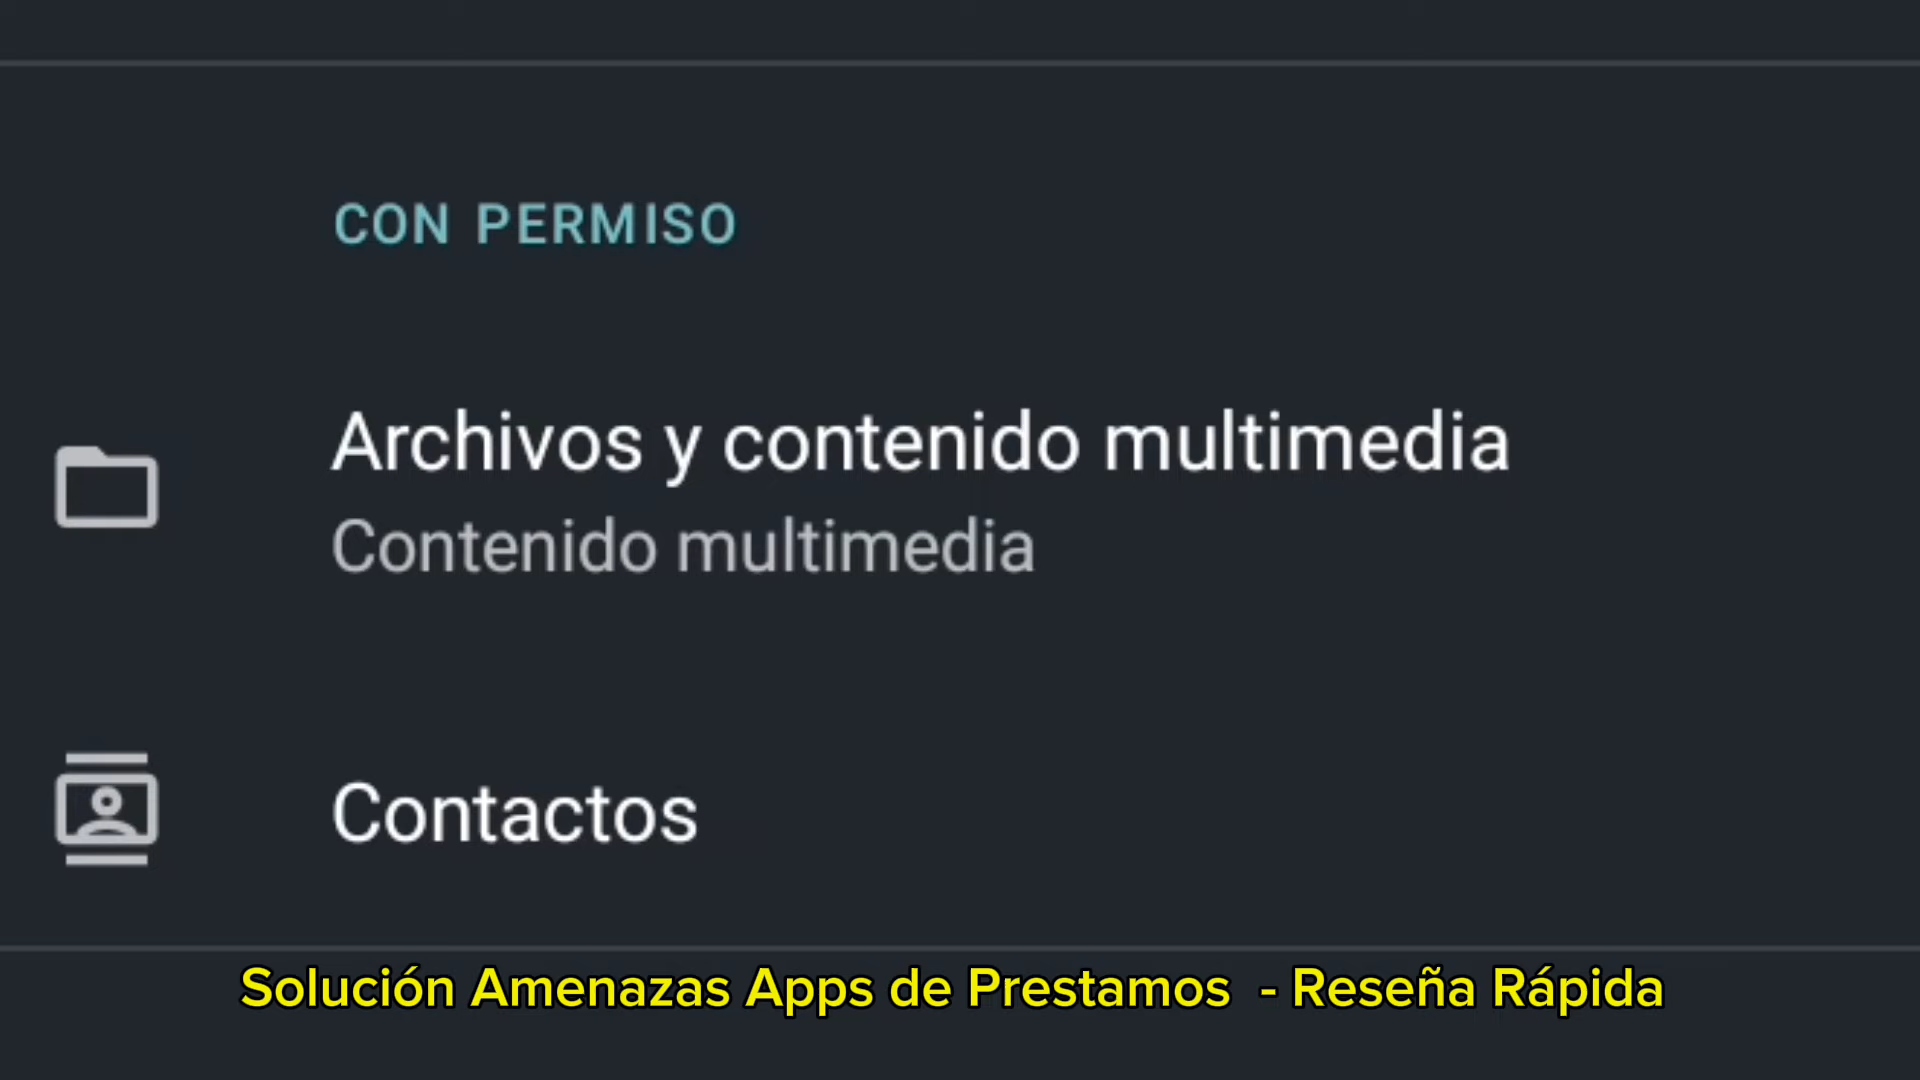 CON PERMISO
Archivos y contenido multimedia
Contenido multimedia
Contactos
Solución Amenazas Apps de Prestamos - Reseña Rápida